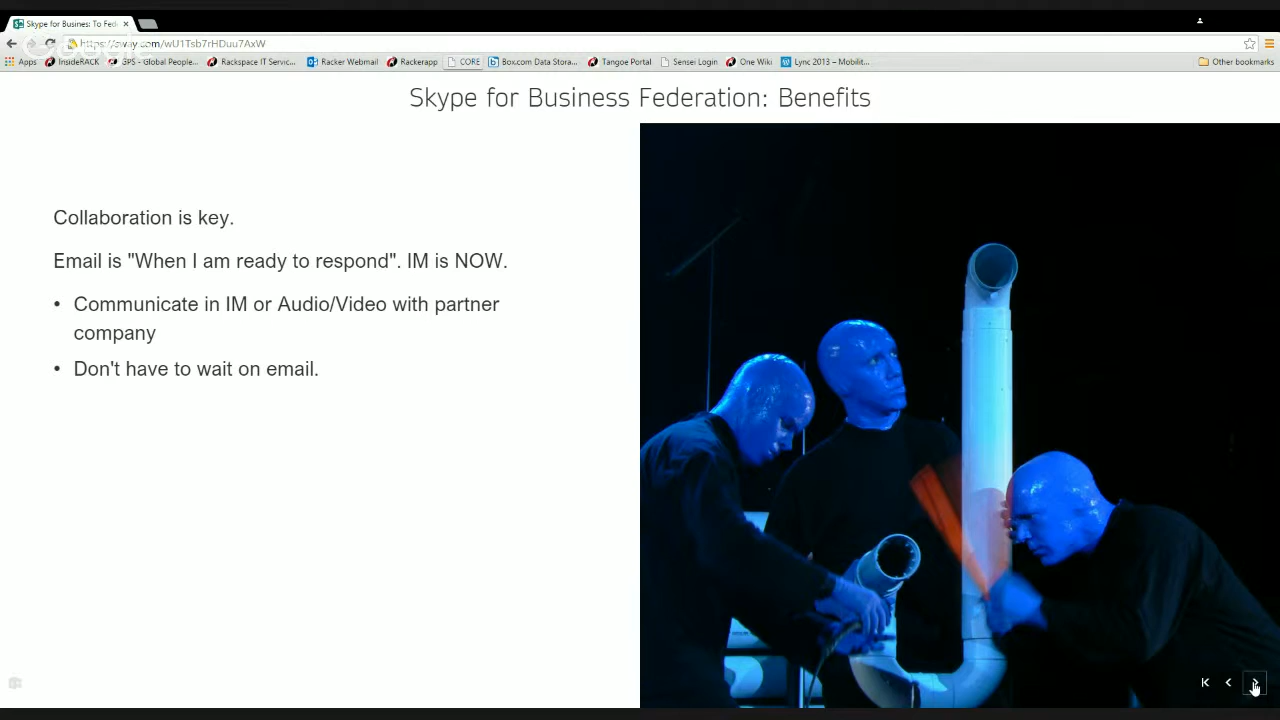 Skype for Busines: To Fed
https://sway.com/wU1Tsb7rHDuu7AxW
Google
Apps InsideRACK GPS - Global People... Rackspace IT Servic... Racker Webmail Rackerapp CORE Box.com Data Stora... Tangoe Portal Sensei Login One Wiki Lync 2013 – Mobilit... Other bookmarks
Skype for Business Federation: Benefits
Collaboration is key.
Email is "When I am ready to respond". IM is NOW.
• Communicate in IM or Audio/Video with partner
company
• Don't have to wait on email.